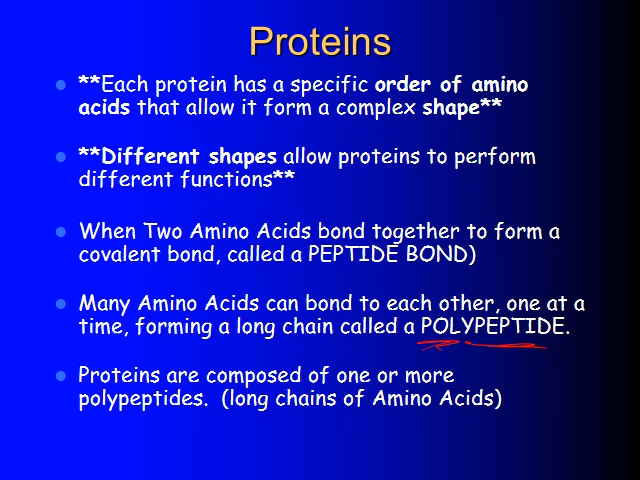 Proteins
**Each protein has a specific order of amino
acids that allow it form a complex shape**
**Different shapes allow proteins to perform
different functions**
When Two Amino Acids bond together to form a
covalent bond, called a PEPTIDE BOND)
Many Amino Acids can bond to each other, one at a
time, forming a long chain called a POLYPEPTIDE.
Proteins are composed of one or more
polypeptides.  (long chains of Amino Acids)